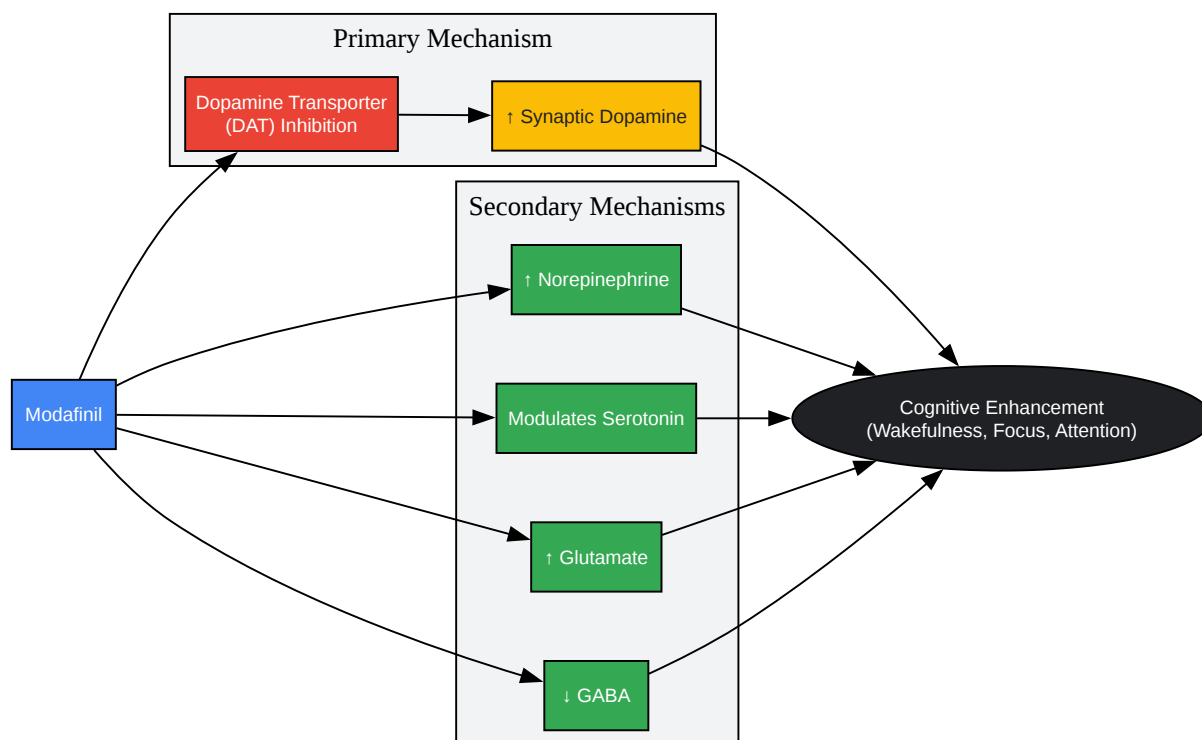 Primary Mechanism
Dopamine Transporter
(DAT) Inhibition
↑ Synaptic Dopamine
Secondary Mechanisms
↑ Norepinephrine
Modafinil
Modulates Serotonin
Cognitive Enhancement
(Wakefulness, Focus, Attention)
↑ Glutamate
↓ GABA